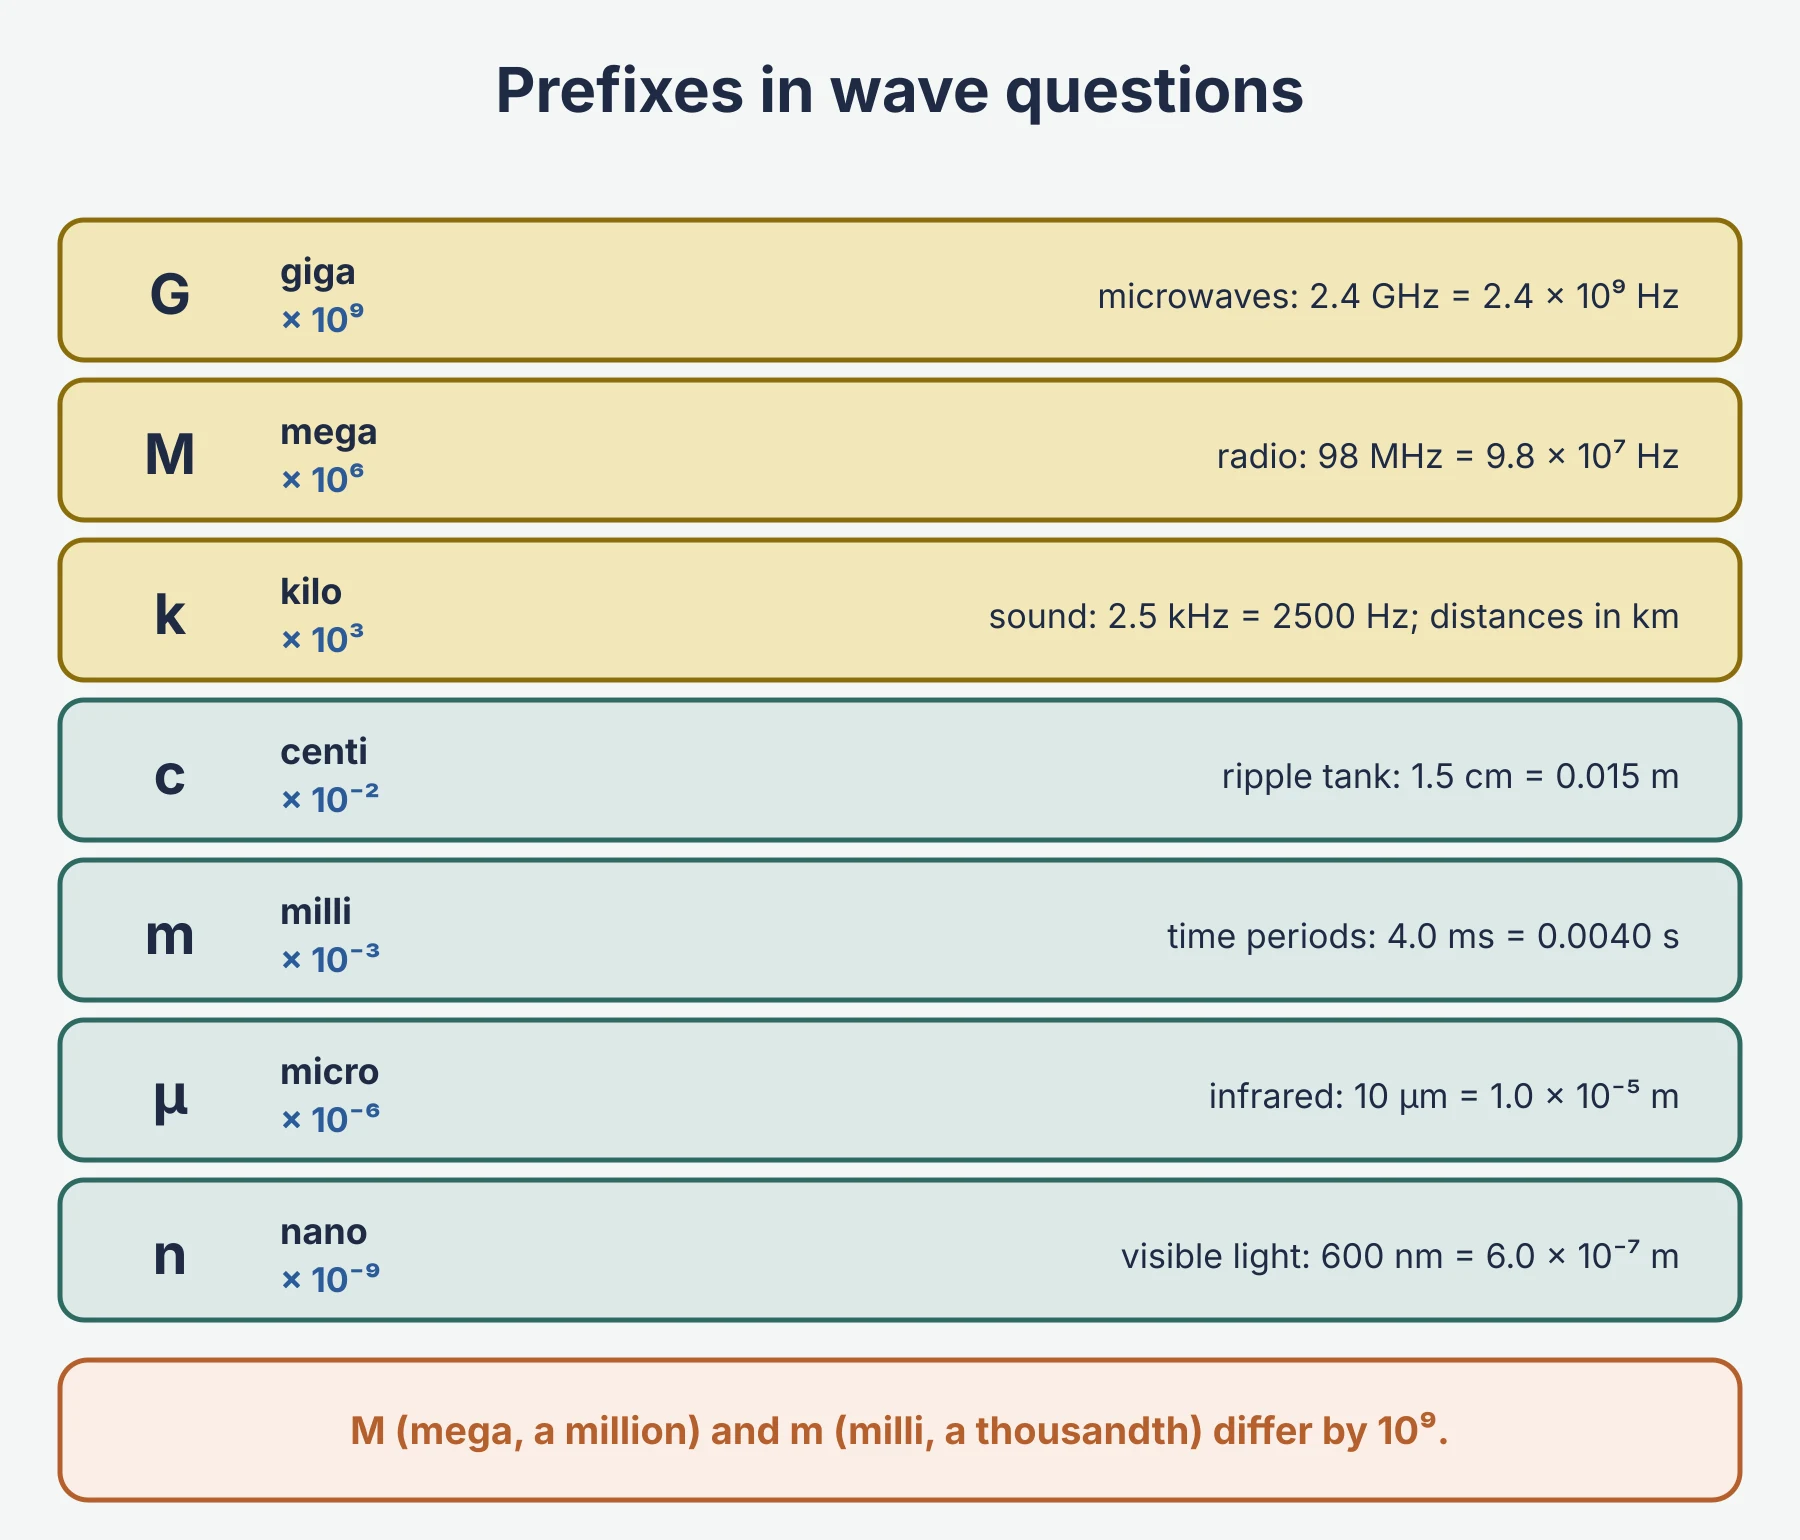 Prefixes in wave questions
G
giga
× 10⁹
microwaves: 2.4 GHz = 2.4 × 10⁹ Hz
M
mega
× 10⁶
radio: 98 MHz = 9.8 × 10⁷ Hz
k
kilo
× 10³
sound: 2.5 kHz = 2500 Hz; distances in km
c
centi
× 10⁻²
ripple tank: 1.5 cm = 0.015 m
m
milli
× 10⁻³
time periods: 4.0 ms = 0.0040 s
µ
micro
× 10⁻⁶
infrared: 10 µm = 1.0 × 10⁻⁵ m
n
nano
× 10⁻⁹
visible light: 600 nm = 6.0 × 10⁻⁷ m
M (mega, a million) and m (milli, a thousandth) differ by 10⁹.